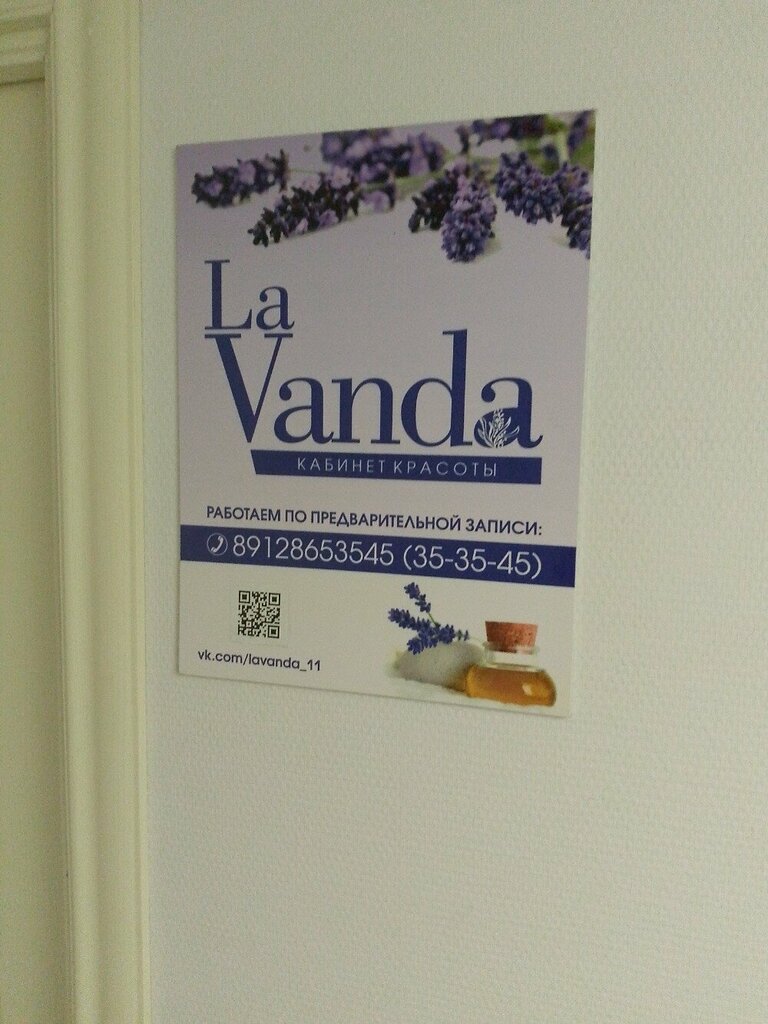 La
Vanda
КАБИНЕТ КРАСОТЫ
РАБОТАЕМ ПО ПРЕДВАРИТЕЛЬНОЙ ЗАПИСИ:
89128653545 (35-35-45)
vk.com/lavanda_11